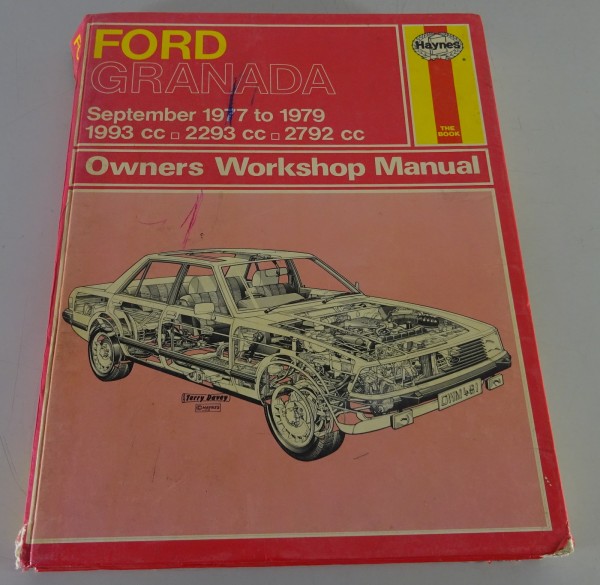 FORD
GRANADA
September 1977 to 1979
1993 cc □ 2293 cc □ 2792 cc
Haynes
THE
BOOK
Owners Workshop Manual
Terry Davey
© HAYNES